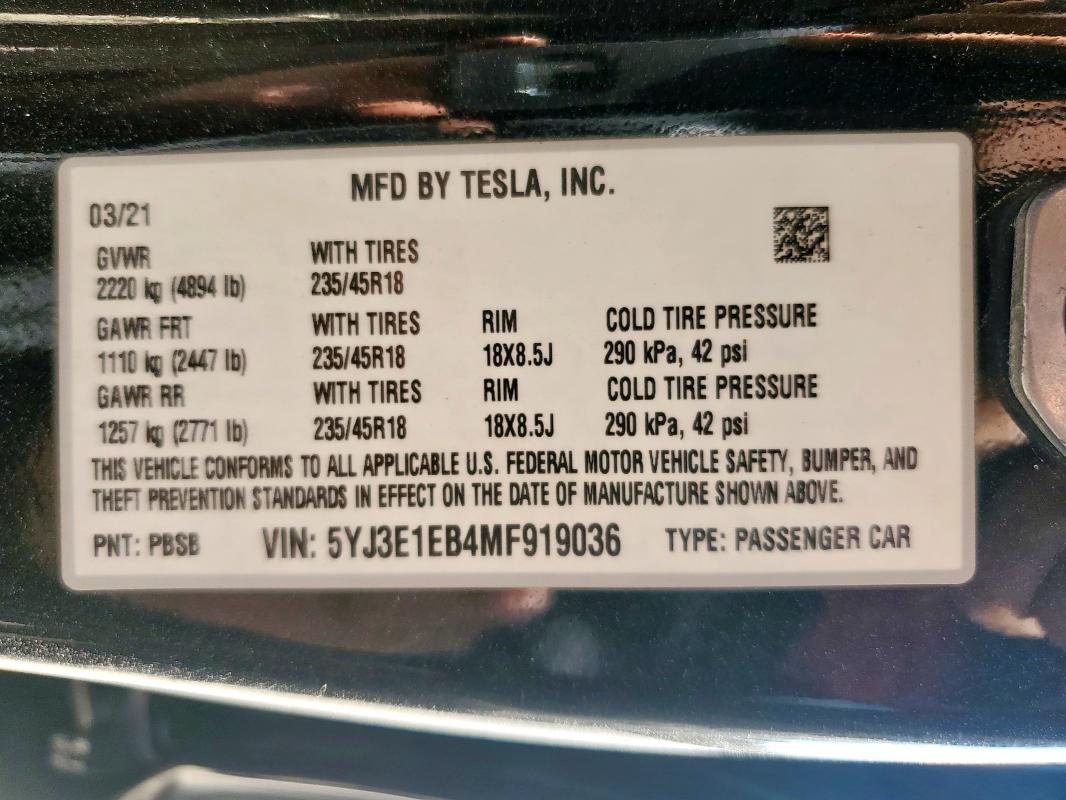 MFD BY TESLA, INC.
03/21
GVWR WITH TIRES
2220 kg (4894 lb) 235/45R18
GAWR FRT WITH TIRES RIM COLD TIRE PRESSURE
1110 kg (2447 lb) 235/45R18 18X8.5J 290 kPa, 42 psi
GAWR RR WITH TIRES RIM COLD TIRE PRESSURE
1257 kg (2771 lb) 235/45R18 18X8.5J 290 kPa, 42 psi
THIS VEHICLE CONFORMS TO ALL APPLICABLE U.S. FEDERAL MOTOR VEHICLE SAFETY, BUMPER, AND
THEFT PREVENTION STANDARDS IN EFFECT ON THE DATE OF MANUFACTURE SHOWN ABOVE.
PNT: PBSB VIN: 5YJ3E1EB4MF919036 TYPE: PASSENGER CAR